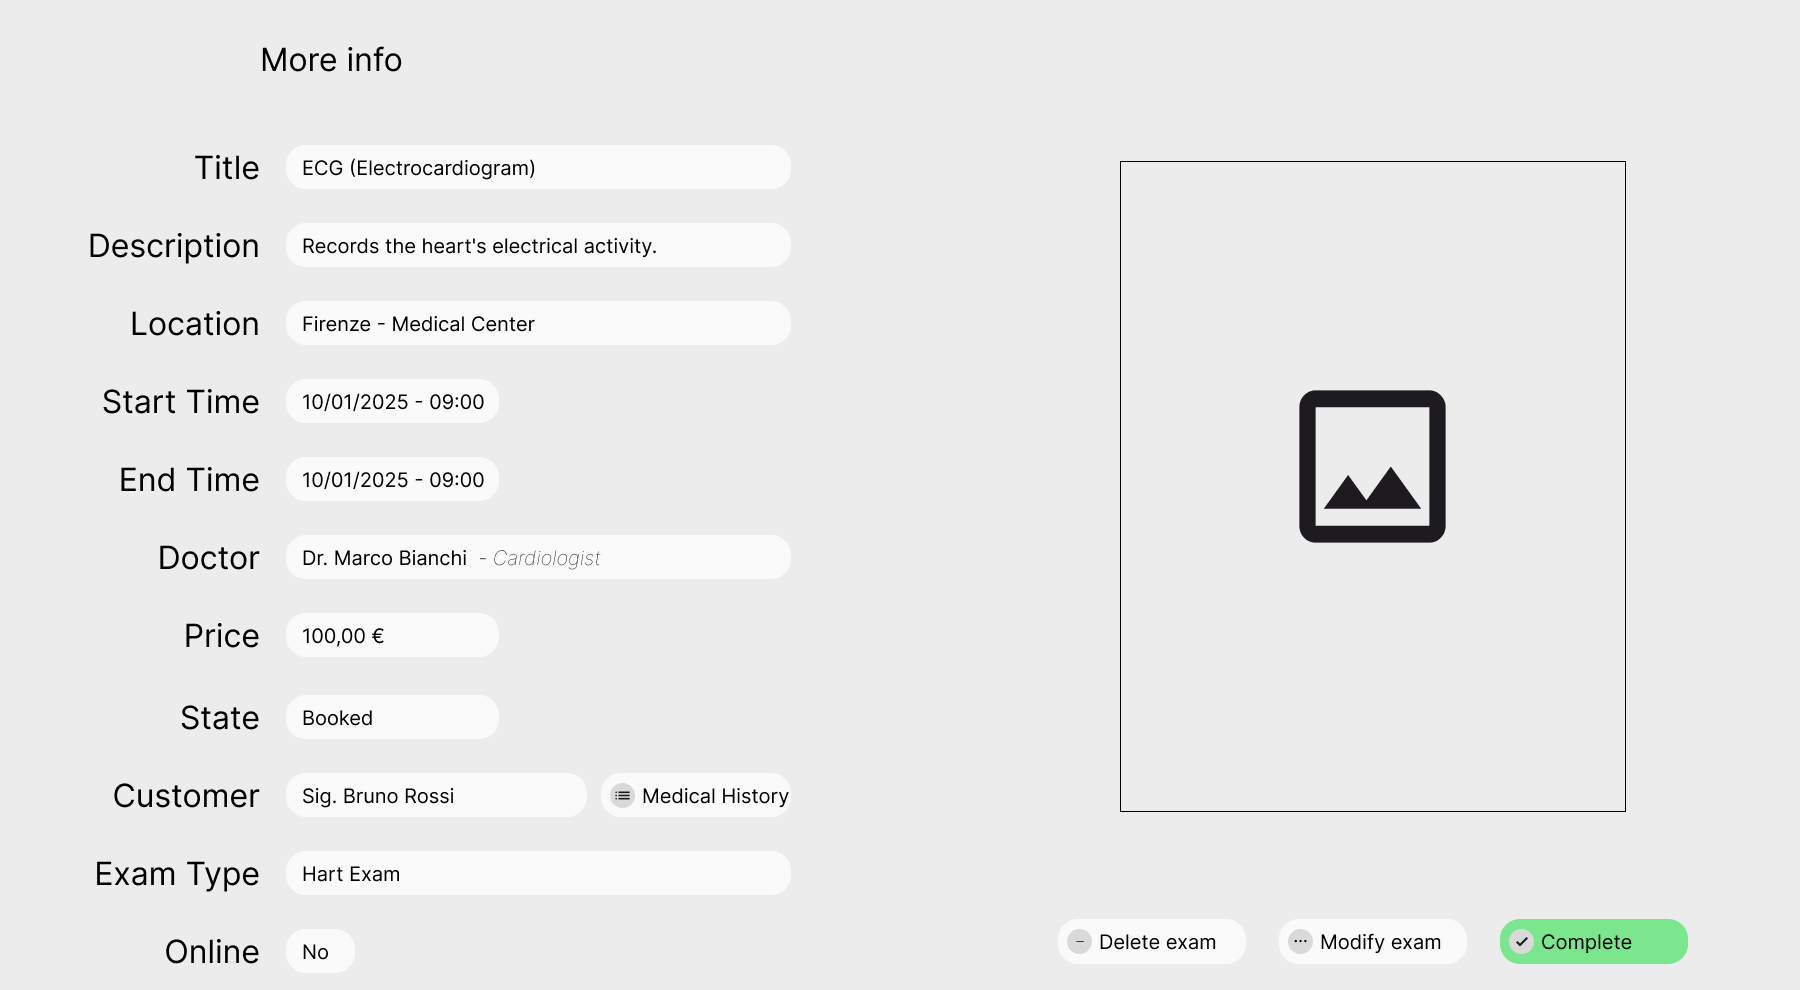 More info
Title ECG (Electrocardiogram)
Description Records the heart's electrical activity.
Location Firenze - Medical Center
Start Time 10/01/2025 - 09:00
End Time 10/01/2025 - 09:00
Doctor Dr. Marco Bianchi - Cardiologist
Price 100,00 €
State Booked
Customer Sig. Bruno Rossi Medical History
Exam Type Hart Exam
Online No
Delete exam Modify exam Complete